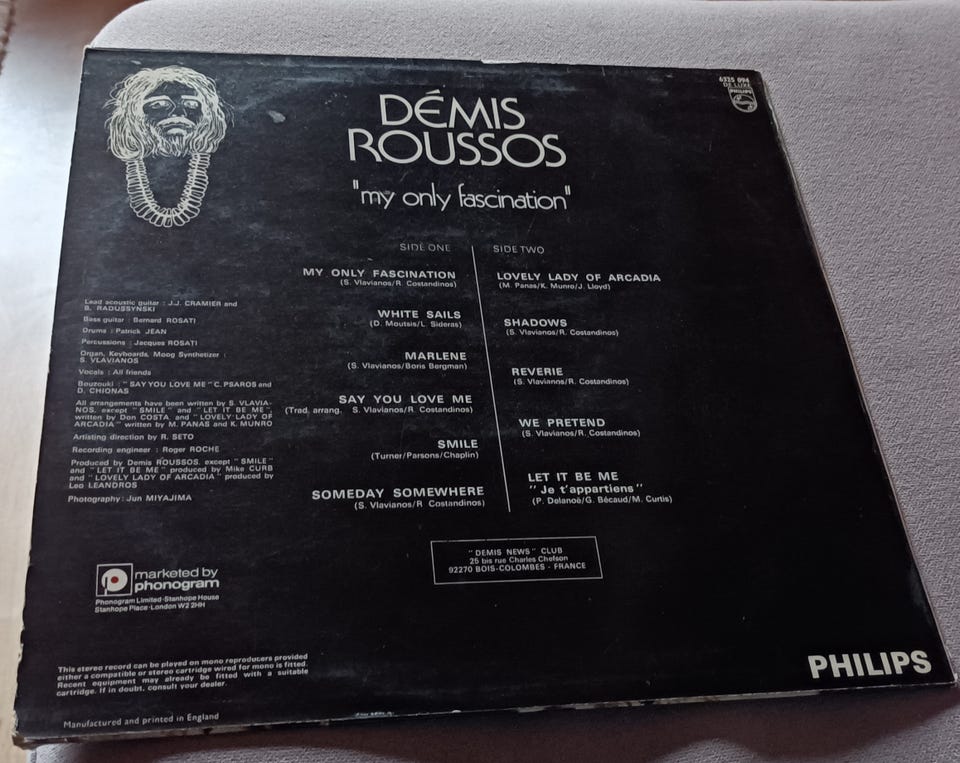 6325 094
DE LUXE
PHILIPS
DÉMIS
ROUSSOS
"my only fascination"
SIDE ONE
MY ONLY FASCINATION
(S. Vlavianos/R. Costandinos)
WHITE SAILS
(D. Moutsis/L. Sideras)
MARLENE
(S. Vlavianos/Boris Bergman)
SAY YOU LOVE ME
(Trad. arrang. S. Vlavianos/R. Costandinos)
SMILE
(Turner/Parsons/Chaplin)
SOMEDAY SOMEWHERE
(S. Vlavianos/R. Costandinos)
SIDE TWO
LOVELY LADY OF ARCADIA
(M. Panas/K. Munro/J. Lloyd)
SHADOWS
(S. Vlavianos/R. Costandinos)
REVERIE
(S. Vlavianos/R. Costandinos)
WE PRETEND
(S. Vlavianos/R. Costandinos)
LET IT BE ME
"Je t'appartiens"
(P. Delanoë/G. Bécaud/M. Curtis)
Lead acoustic guitar : J.J. CRAMIER and
B. RADUSSYNSKI
Bass guitar : Bernard ROSATI
Drums : Patrick JEAN
Percussions : Jacques ROSATI
Organ, Keyboards, Moog Synthetizer :
S. VLAVIANOS
Vocals : All friends
Bouzouki : "SAY YOU LOVE ME" C. PSAROS and
D. CHIONAS
All arrangements have been written by S. VLAVIA-
NOS, except "SMILE" and "LET IT BE ME",
written by Don COSTA, and "LOVELY LADY OF
ARCADIA" written by M. PANAS and K. MUNRO
Artisting direction by R. SETO
Recording engineer : Roger ROCHE
Produced by Demis ROUSSOS, except "SMILE"
and "LET IT BE ME" produced by Mike CURB
and "LOVELY LADY OF ARCADIA" produced by
Leo LEANDROS
Photography : Jun MIYAJIMA
"DEMIS NEWS" CLUB
25 bis rue Charles Chefson
92270 BOIS-COLOMBES - FRANCE
marketed by
phonogram
Phonogram Limited·Stanhope House
Stanhope Place·London W2 2HH
This stereo record can be played on mono reproducers provided
either a compatible or stereo cartridge wired for mono is fitted.
Recent equipment may already be fitted with a suitable
cartridge. If in doubt, consult your dealer.
Manufactured and printed in England
PHILIPS